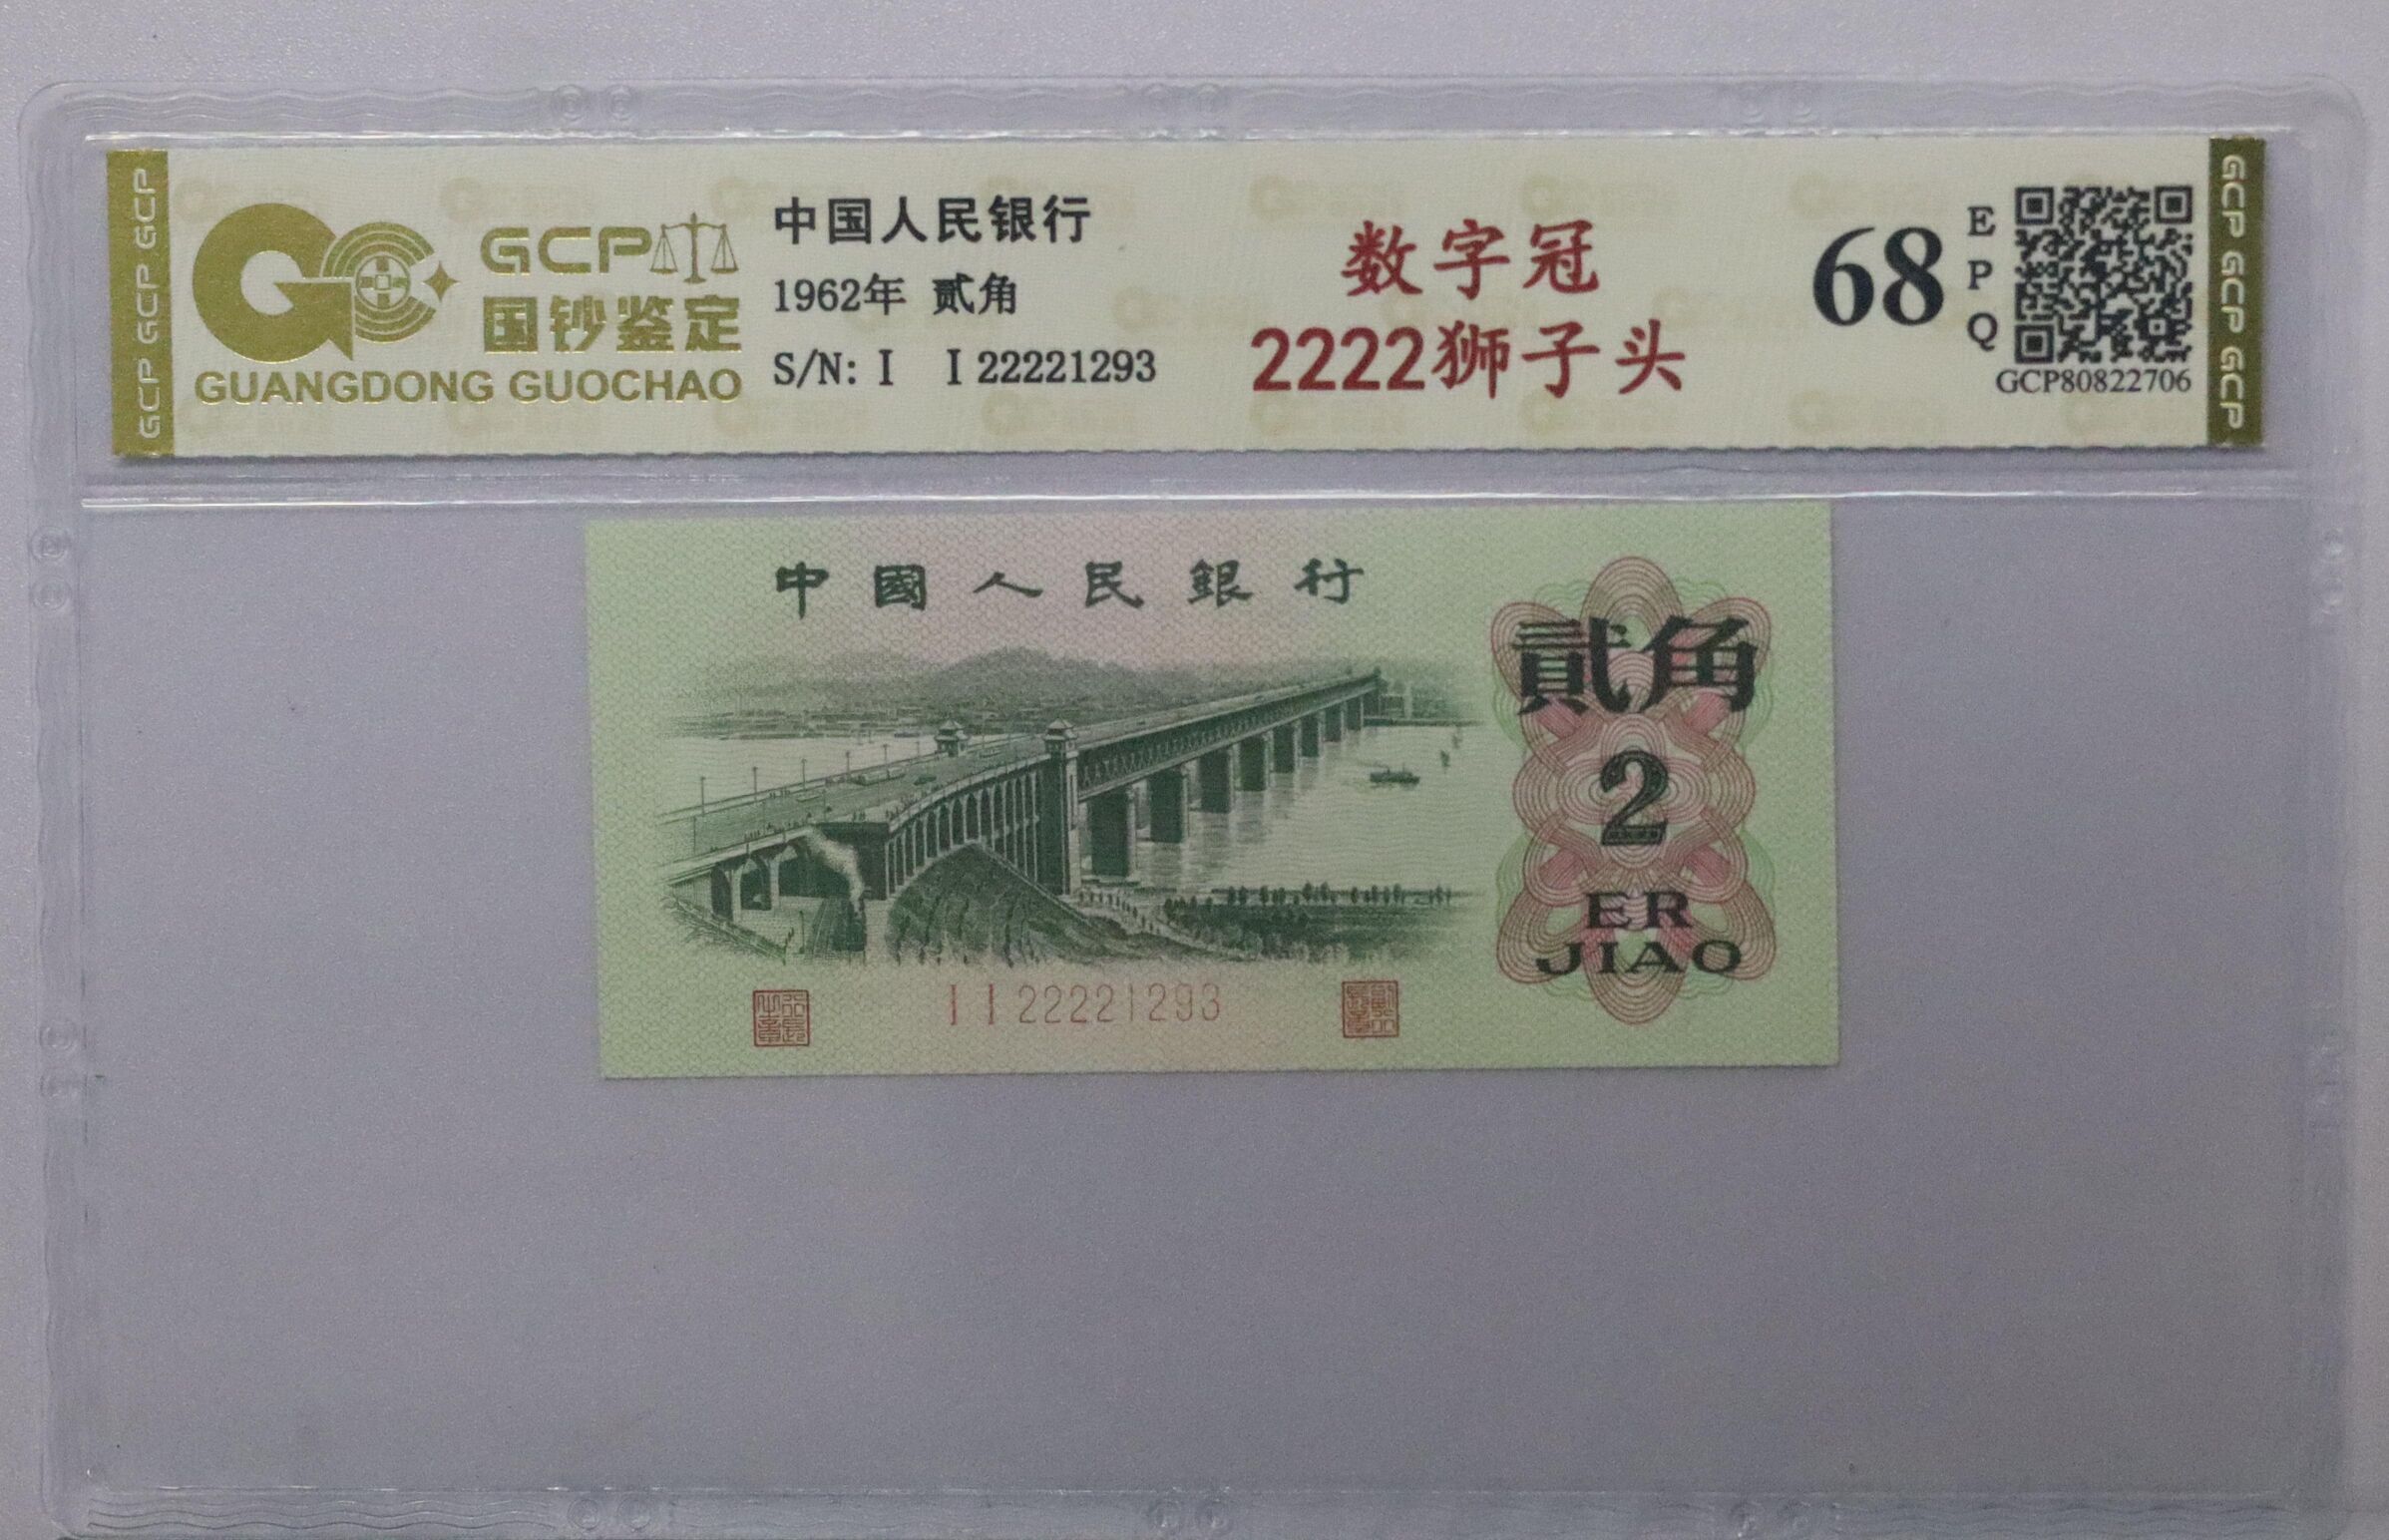 GCP GCP GCP
GCP
国钞鉴定
GUANGDONG GUOCHAO
中国人民银行
1962年 贰角
S/N: I I 22221293
数字冠
2222狮子头
68
EPQ
GCP80822706
GCP GCP GCP
中國人民銀行
貳角
2
ER
JIAO
I I 22221293